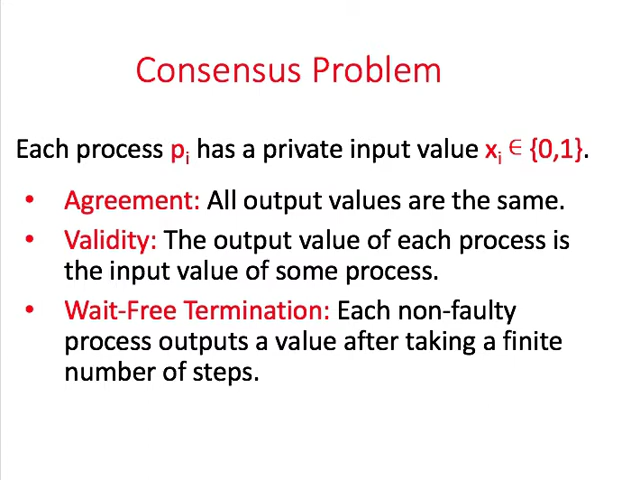 Consensus Problem
Each process pᵢ has a private input value xᵢ ∈ {0,1}.
• Agreement: All output values are the same.
• Validity: The output value of each process is
the input value of some process.
• Wait-Free Termination: Each non-faulty
process outputs a value after taking a finite
number of steps.